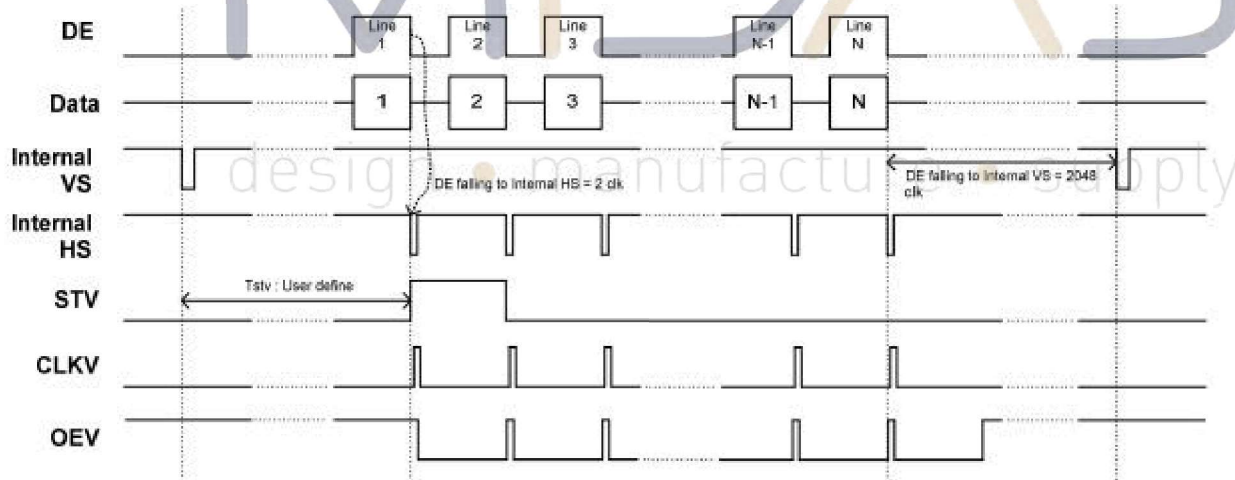 DE
Line 1
Line 2
Line 3
Line N-1
Line N
Data
1
2
3
N-1
N
Internal VS
design • manufacture • supply
DE falling to Internal HS = 2 clk
DE falling to Internal VS = 2048
clk
Internal HS
STV
Tstv : User define
CLKV
OEV